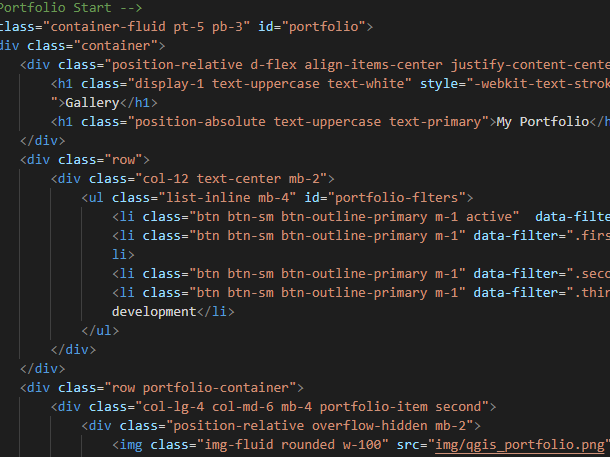 Portfolio Start -->
class="container-fluid pt-5 pb-3" id="portfolio">
div class="container">
<div class="position-relative d-flex align-items-center justify-content-cente
<h1 class="display-1 text-uppercase text-white" style="-webkit-text-strok
">Gallery</h1>
<h1 class="position-absolute text-uppercase text-primary">My Portfolio</h
</div>
<div class="row">
<div class="col-12 text-center mb-2">
<ul class="list-inline mb-4" id="portfolio-flters">
<li class="btn btn-sm btn-outline-primary m-1 active"  data-filte
<li class="btn btn-sm btn-outline-primary m-1" data-filter=".firs
li>
<li class="btn btn-sm btn-outline-primary m-1" data-filter=".seco
<li class="btn btn-sm btn-outline-primary m-1" data-filter=".thir
development</li>
</ul>
</div>
</div>
<div class="row portfolio-container">
<div class="col-lg-4 col-md-6 mb-4 portfolio-item second">
<div class="position-relative overflow-hidden mb-2">
<img class="img-fluid rounded w-100" src="img/qgis_portfolio.png"